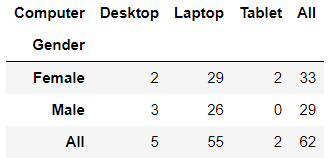 Computer Desktop Laptop Tablet All
Gender
Female 2 29 2 33
Male 3 26 0 29
All 5 55 2 62